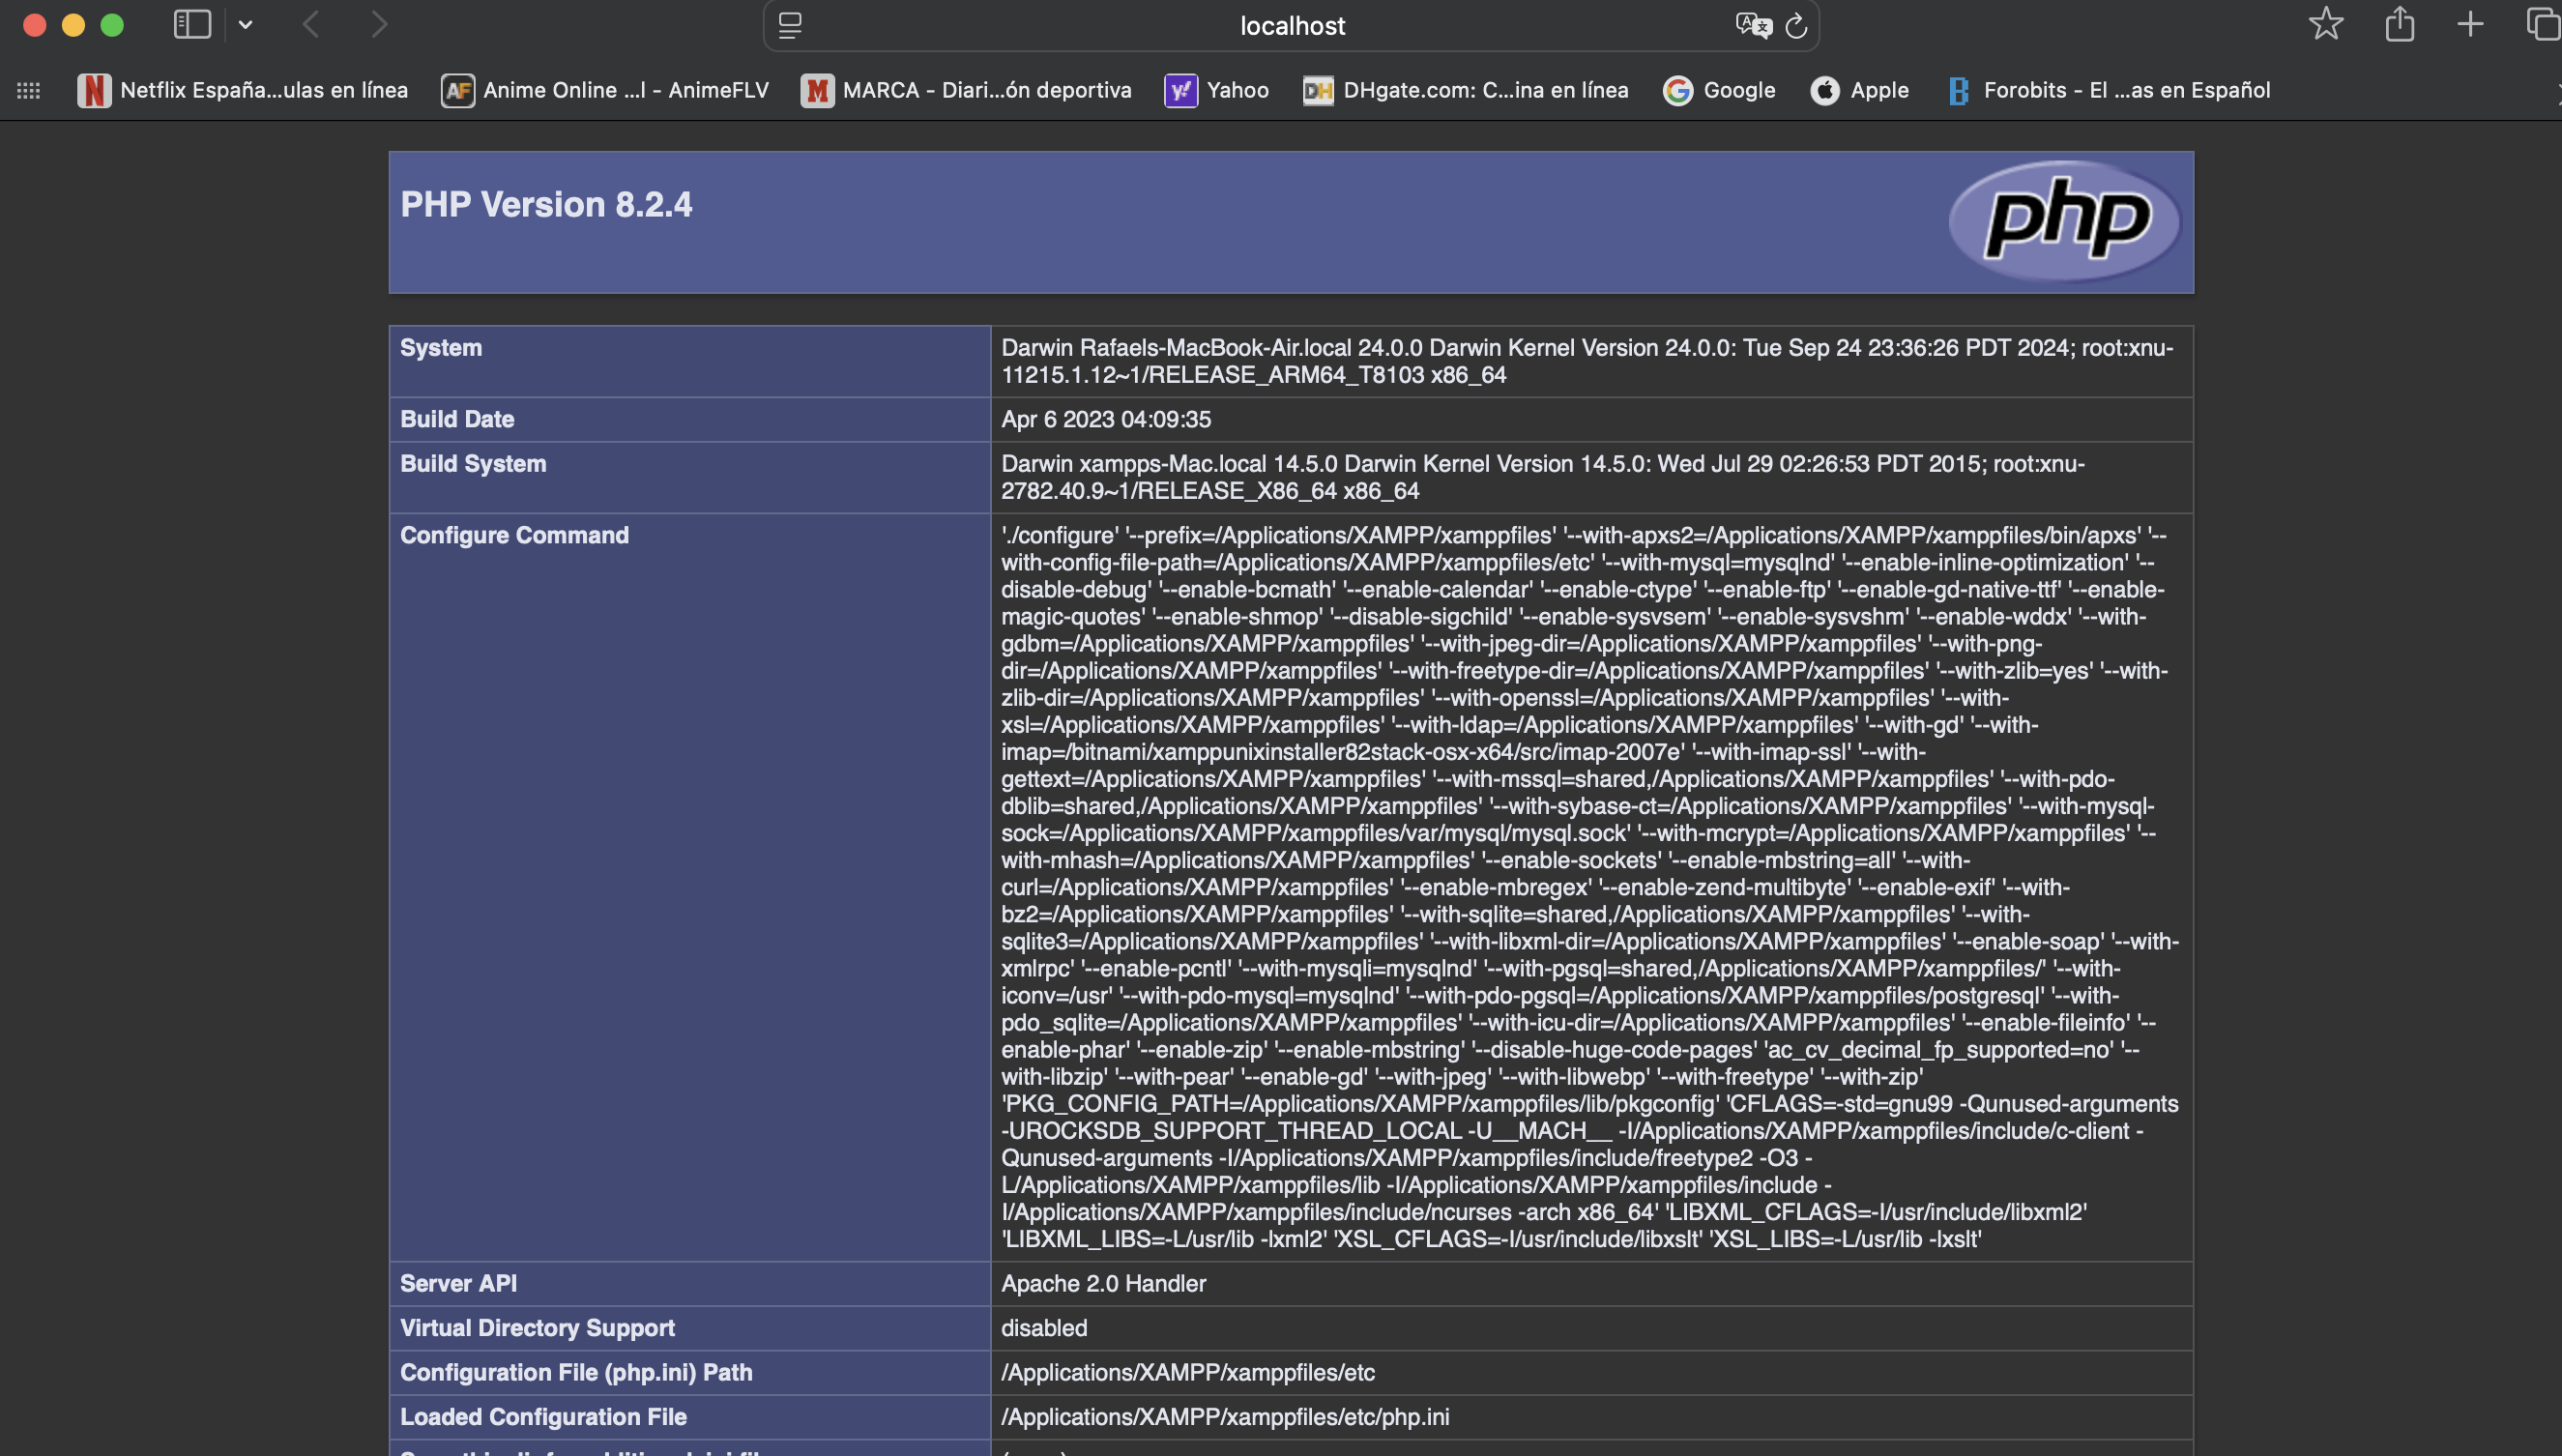 localhost
Netflix España...ulas en línea
AF
Anime Online ...l - AnimeFLV
M
MARCA - Diari...ón deportiva
y!
Yahoo
DH
DHgate.com: C...ina en línea
G
Google
Apple
Forobits - El ...as en Español
PHP Version 8.2.4
php
System
Darwin Rafaels-MacBook-Air.local 24.0.0 Darwin Kernel Version 24.0.0: Tue Sep 24 23:36:26 PDT 2024; root:xnu-
11215.1.12~1/RELEASE_ARM64_T8103 x86_64
Build Date
Apr 6 2023 04:09:35
Build System
Darwin xampps-Mac.local 14.5.0 Darwin Kernel Version 14.5.0: Wed Jul 29 02:26:53 PDT 2015; root:xnu-
2782.40.9~1/RELEASE_X86_64 x86_64
Configure Command
'./configure' '--prefix=/Applications/XAMPP/xamppfiles' '--with-apxs2=/Applications/XAMPP/xamppfiles/bin/apxs' '--
with-config-file-path=/Applications/XAMPP/xamppfiles/etc' '--with-mysql=mysqlnd' '--enable-inline-optimization' '--
disable-debug' '--enable-bcmath' '--enable-calendar' '--enable-ctype' '--enable-ftp' '--enable-gd-native-ttf' '--enable-
magic-quotes' '--enable-shmop' '--disable-sigchild' '--enable-sysvsem' '--enable-sysvshm' '--enable-wddx' '--with-
gdbm=/Applications/XAMPP/xamppfiles' '--with-jpeg-dir=/Applications/XAMPP/xamppfiles' '--with-png-
dir=/Applications/XAMPP/xamppfiles' '--with-freetype-dir=/Applications/XAMPP/xamppfiles' '--with-zlib=yes' '--with-
zlib-dir=/Applications/XAMPP/xamppfiles' '--with-openssl=/Applications/XAMPP/xamppfiles' '--with-
xsl=/Applications/XAMPP/xamppfiles' '--with-ldap=/Applications/XAMPP/xamppfiles' '--with-gd' '--with-
imap=/bitnami/xamppunixinstaller82stack-osx-x64/src/imap-2007e' '--with-imap-ssl' '--with-
gettext=/Applications/XAMPP/xamppfiles' '--with-mssql=shared,/Applications/XAMPP/xamppfiles' '--with-pdo-
dblib=shared,/Applications/XAMPP/xamppfiles' '--with-sybase-ct=/Applications/XAMPP/xamppfiles' '--with-mysql-
sock=/Applications/XAMPP/xamppfiles/var/mysql/mysql.sock' '--with-mcrypt=/Applications/XAMPP/xamppfiles' '--
with-mhash=/Applications/XAMPP/xamppfiles' '--enable-sockets' '--enable-mbstring=all' '--with-
curl=/Applications/XAMPP/xamppfiles' '--enable-mbregex' '--enable-zend-multibyte' '--enable-exif' '--with-
bz2=/Applications/XAMPP/xamppfiles' '--with-sqlite=shared,/Applications/XAMPP/xamppfiles' '--with-
sqlite3=/Applications/XAMPP/xamppfiles' '--with-libxml-dir=/Applications/XAMPP/xamppfiles' '--enable-soap' '--with-
xmlrpc' '--enable-pcntl' '--with-mysqli=mysqlnd' '--with-pgsql=shared,/Applications/XAMPP/xamppfiles/' '--with-
iconv=/usr' '--with-pdo-mysql=mysqlnd' '--with-pdo-pgsql=/Applications/XAMPP/xamppfiles/postgresql' '--with-
pdo_sqlite=/Applications/XAMPP/xamppfiles' '--with-icu-dir=/Applications/XAMPP/xamppfiles' '--enable-fileinfo' '--
enable-phar' '--enable-zip' '--enable-mbstring' '--disable-huge-code-pages' 'ac_cv_decimal_fp_supported=no' '--
with-libzip' '--with-pear' '--enable-gd' '--with-jpeg' '--with-libwebp' '--with-freetype' '--with-zip'
'PKG_CONFIG_PATH=/Applications/XAMPP/xamppfiles/lib/pkgconfig' 'CFLAGS=-std=gnu99 -Qunused-arguments
-UROCKSDB_SUPPORT_THREAD_LOCAL -U__MACH__ -I/Applications/XAMPP/xamppfiles/include/c-client -
Qunused-arguments -I/Applications/XAMPP/xamppfiles/include/freetype2 -O3 -
L/Applications/XAMPP/xamppfiles/lib -I/Applications/XAMPP/xamppfiles/include -
I/Applications/XAMPP/xamppfiles/include/ncurses -arch x86_64' 'LIBXML_CFLAGS=-I/usr/include/libxml2'
'LIBXML_LIBS=-L/usr/lib -lxml2' 'XSL_CFLAGS=-I/usr/include/libxslt' 'XSL_LIBS=-L/usr/lib -lxslt'
Server API
Apache 2.0 Handler
Virtual Directory Support
disabled
Configuration File (php.ini) Path
/Applications/XAMPP/xamppfiles/etc
Loaded Configuration File
/Applications/XAMPP/xamppfiles/etc/php.ini